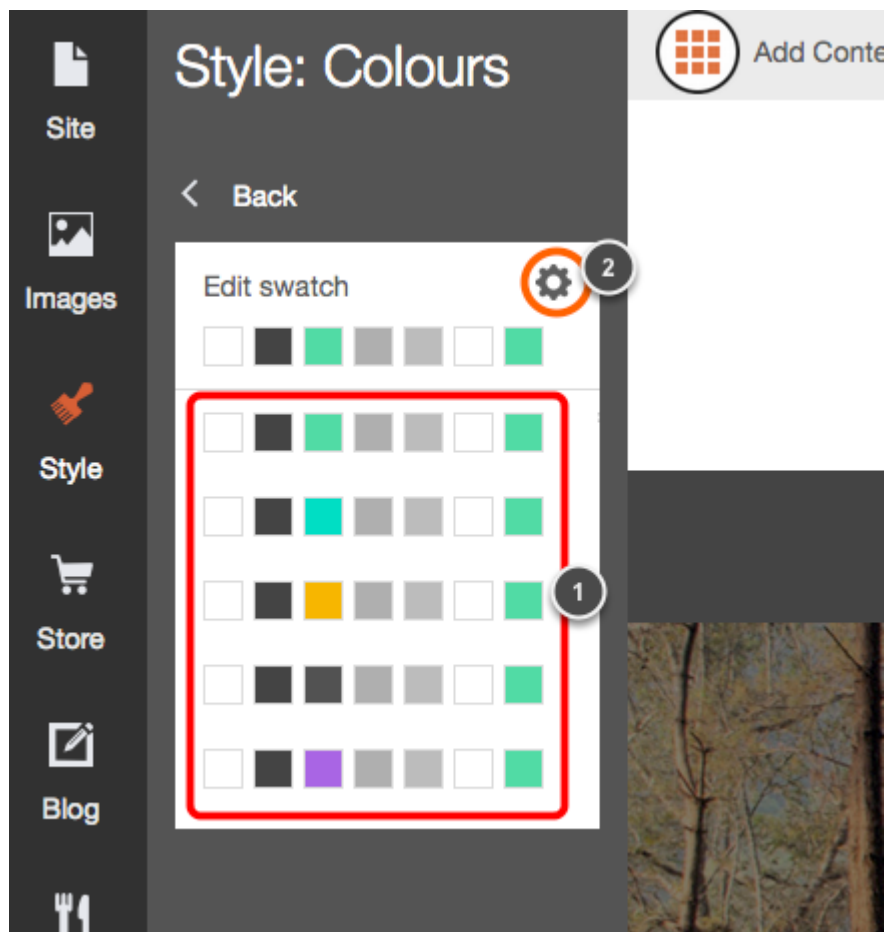 Site
Images
Style
Store
Blog
Style: Colours
Back
Edit swatch
2
1
Add Conte